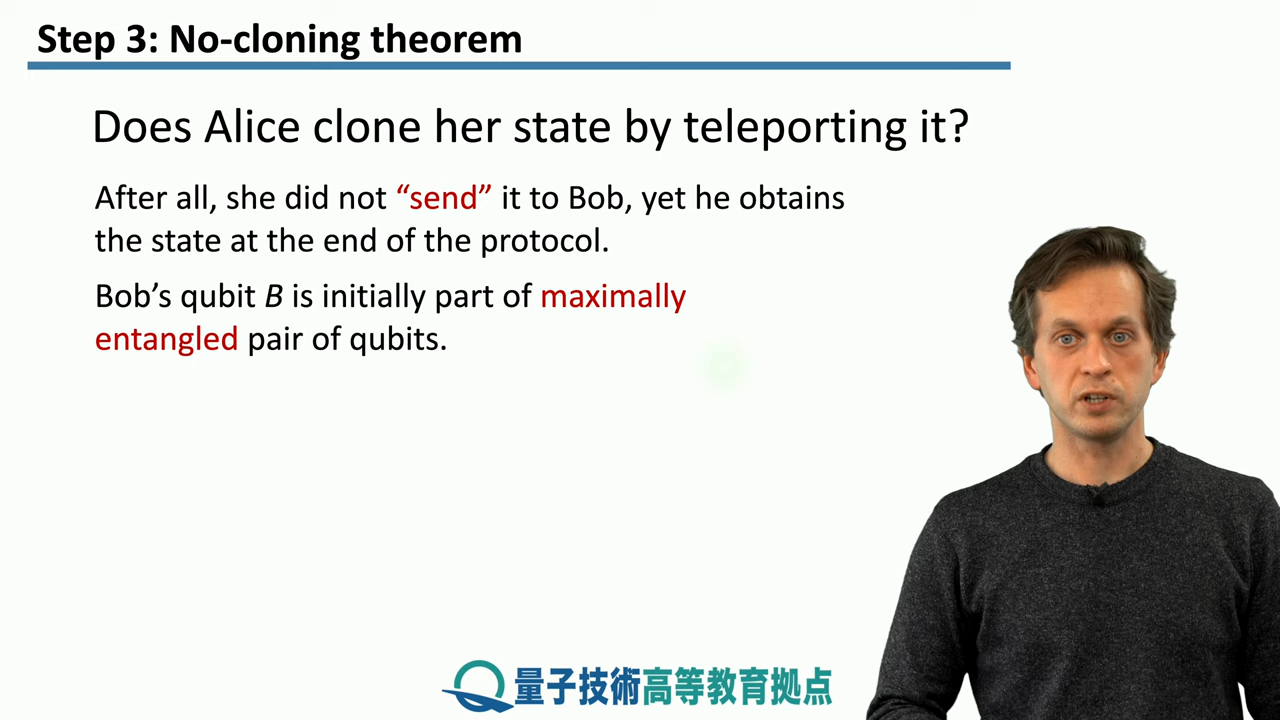 Step 3: No-cloning theorem
Does Alice clone her state by teleporting it?
After all, she did not “send” it to Bob, yet he obtains
the state at the end of the protocol.
Bob’s qubit B is initially part of maximally
entangled pair of qubits.
量子技術高等教育拠点